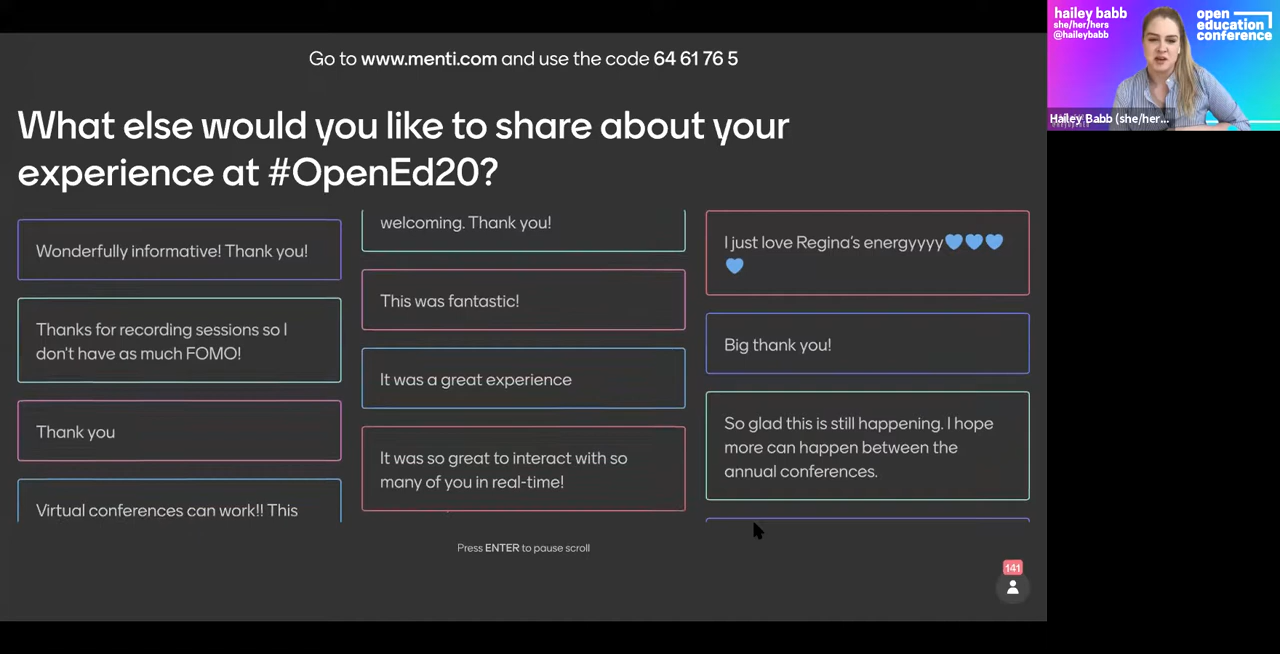 Go to www.menti.com and use the code 64 61 76 5
What else would you like to share about your
experience at #OpenEd20?
Wonderfully informative! Thank you!
Thanks for recording sessions so I
don't have as much FOMO!
Thank you
Virtual conferences can work!! This
welcoming. Thank you!
This was fantastic!
It was a great experience
It was so great to interact with so
many of you in real-time!
I just love Regina's energyyyy💙💙💙
💙
Big thank you!
So glad this is still happening. I hope
more can happen between the
annual conferences.
Press ENTER to pause scroll
141
hailey babb
she/her/hers
@haileybabb
open
education
conference
Hailey Babb (she/her...